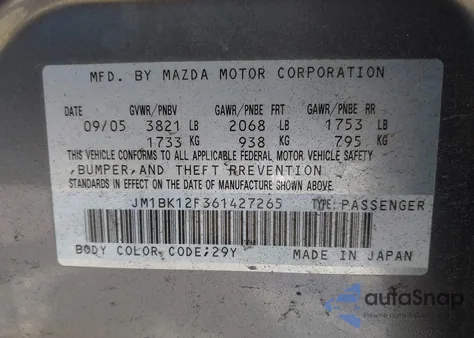 MFD. BY MAZDA MOTOR CORPORATION
DATE GVWR/PNBV GAWR/PNBE FRT GAWR/PNBE RR
09/05 3821 LB 2068 LB 1753 LB
1733 KG 938 KG 795 KG
THIS VEHICLE CONFORMS TO ALL APPLICABLE FEDERAL MOTOR VEHICLE SAFETY
,BUMPER,AND THEFT RREVENTION
STANDARDS IN EFFECT ON THE DATE OF MANUFACTURE SHOWN ABOVE.
JM1BK12F361427265 TYPE: PASSENGER
BODY COLOR CODE;29Y MADE IN JAPAN
autoSnap